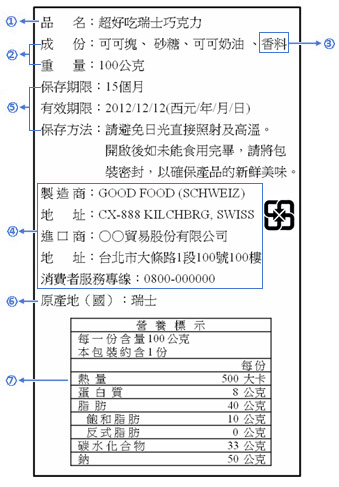 ① 品　　名：超好吃瑞士巧克力
② 成　　份：可可塊、砂糖、可可奶油、香料 ③
重　　量：100公克
⑤ 保存期限：15個月
有效期限：2012/12/12(西元/年/月/日)
保存方法：請避免日光直接照射及高溫。
開啟後如未能食用完畢，請將包
裝密封，以確保產品的新鮮美味。
④ 製造商：GOOD FOOD (SCHWEIZ)
地　　址：CX-888 KILCHBRG, SWISS
進口商：○○貿易股份有限公司
地　　址：台北市大條路1段100號100樓
消費者服務專線：0800-000000
⑥ 原產地（國）：瑞士
⑦ 營養標示
每一份含量100公克
本包裝約含1份
每份
熱量 500 大卡
蛋白質 8 公克
脂肪 40 公克
飽和脂肪 10 公克
反式脂肪 0 公克
碳水化合物 33 公克
鈉 50 公克